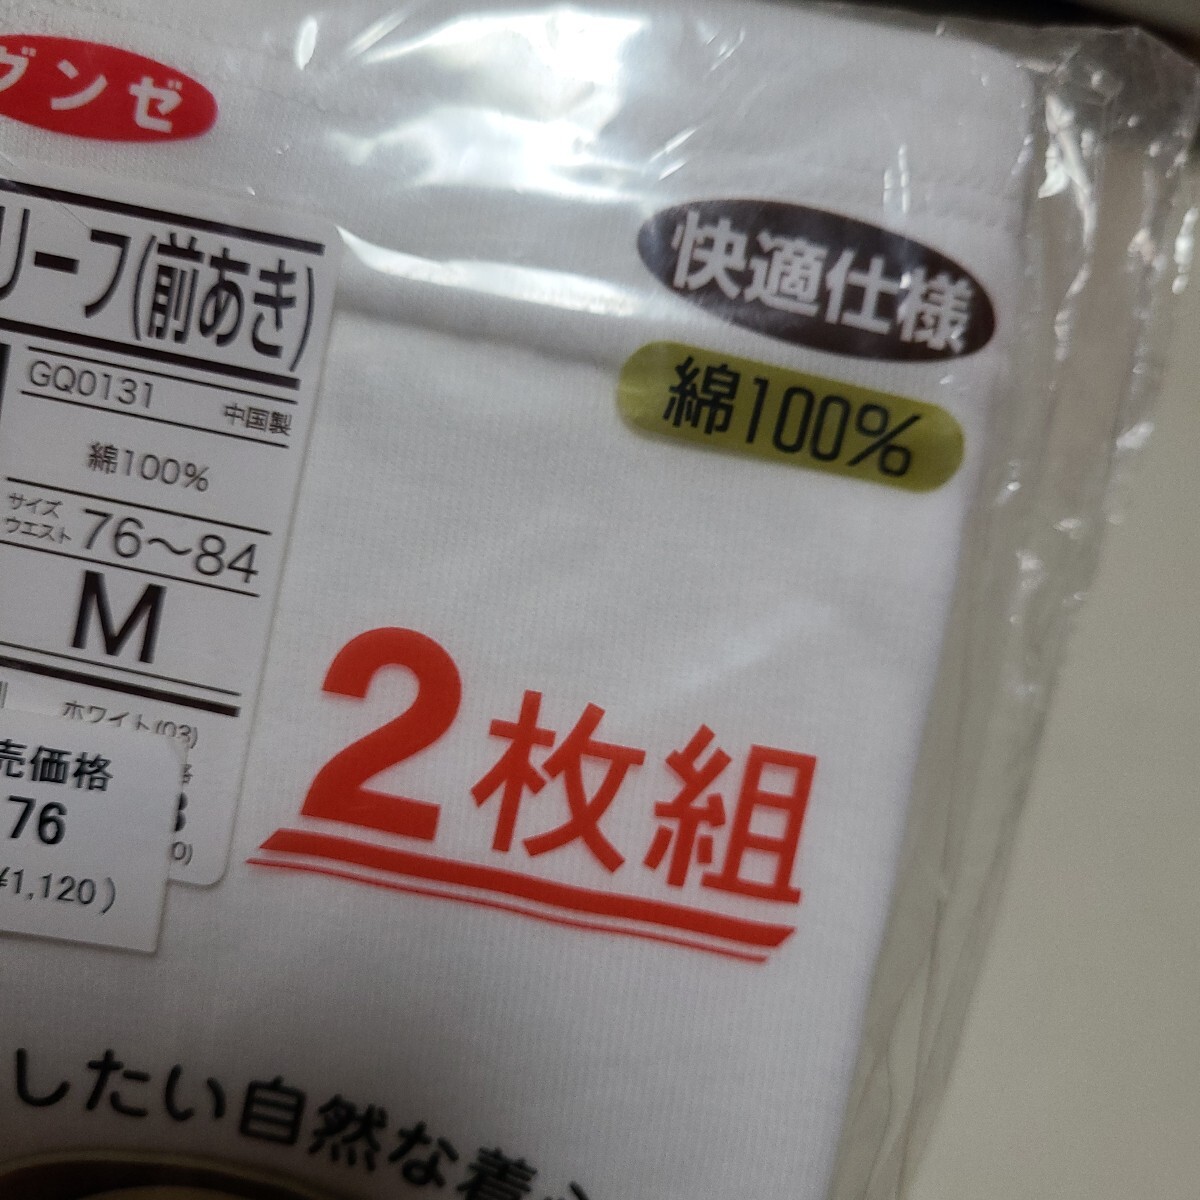 グンゼ
快適仕様
綿100%
リーフ(前あき)
GQ0131
中国製
綿100%
サイズ
ウエスト 76〜84
M
ホワイト(03)
売価格
76
¥1,120)
2枚組
したい自然な着